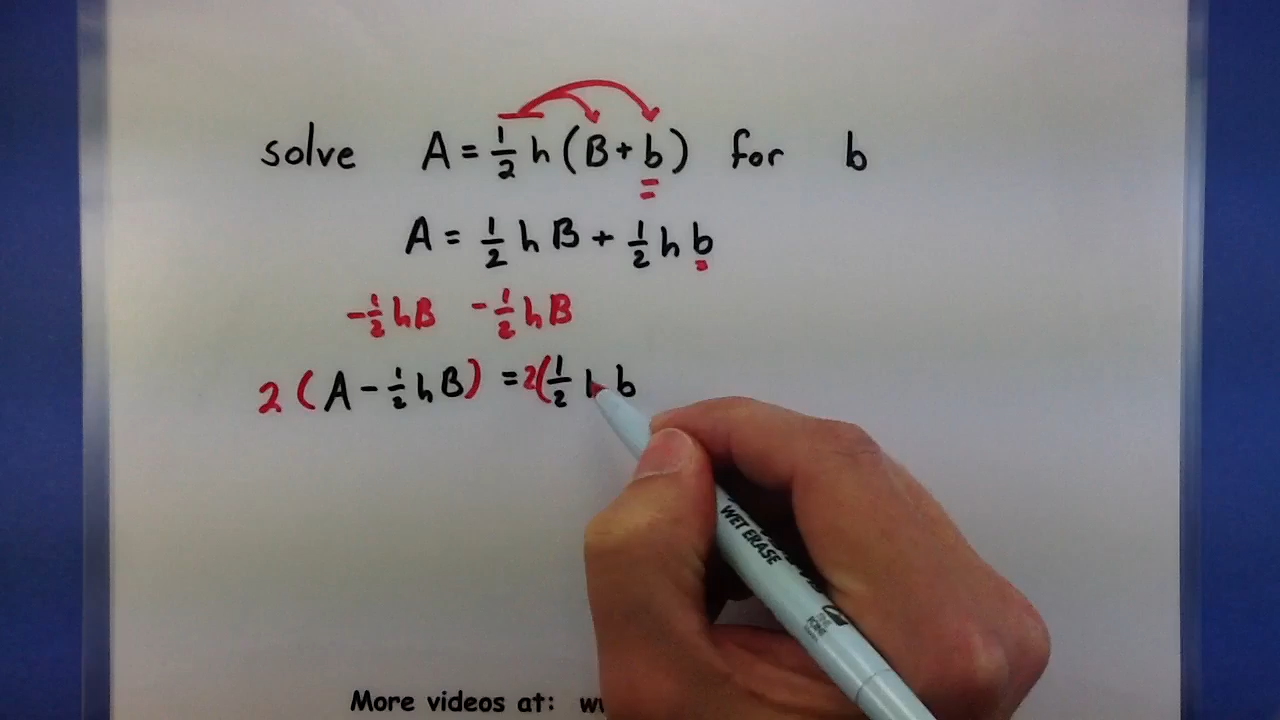 solve A = 1/2 h (B + b) for b
A = 1/2 h B + 1/2 h b
- 1/2 h B - 1/2 h B
2 ( A - 1/2 h B ) = 2 ( 1/2 h b
WET ERASE
More videos at: